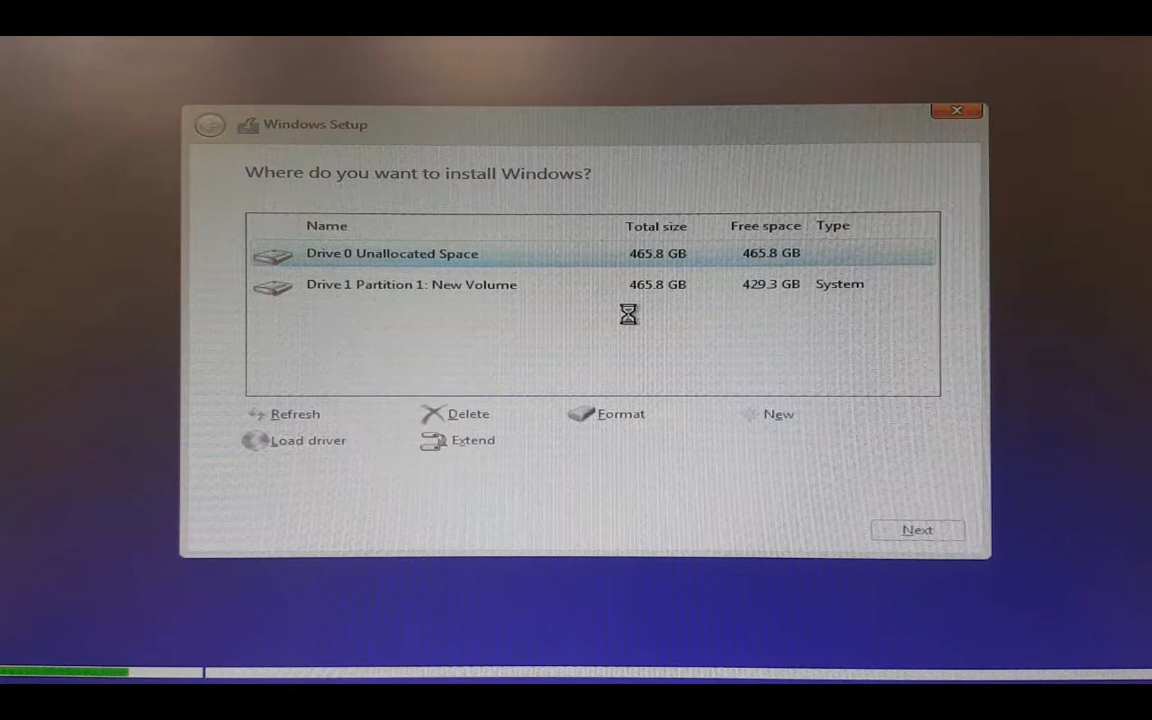 Windows Setup
Where do you want to install Windows?
Name Total size Free space Type
Drive 0 Unallocated Space 465.8 GB 465.8 GB
Drive 1 Partition 1: New Volume 465.8 GB 429.3 GB System
Refresh Delete Format New
Load driver Extend
Next